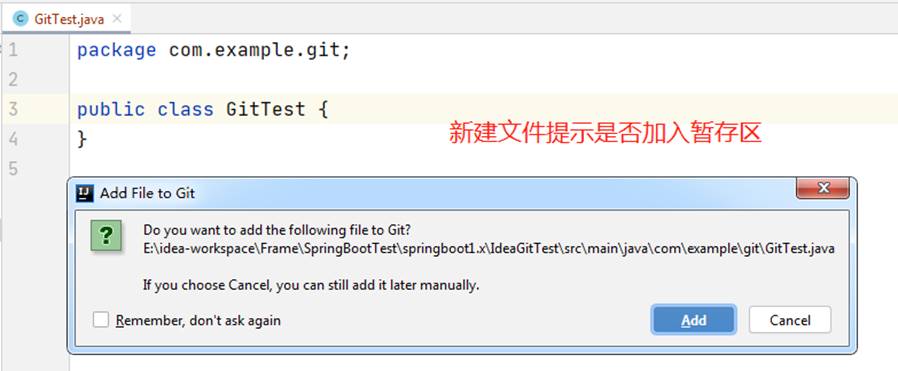 GitTest.java
1 package com.example.git;
2
3 public class GitTest {
新建文件提示是否加入暂存区
4 }
5
Add File to Git
Do you want to add the following file to Git?
E:\idea-workspace\Frame\SpringBootTest\springboot1.x\IdeaGitTest\src\main\java\com\example\git\GitTest.java
If you choose Cancel, you can still add it later manually.
Remember, don't ask again
Add
Cancel